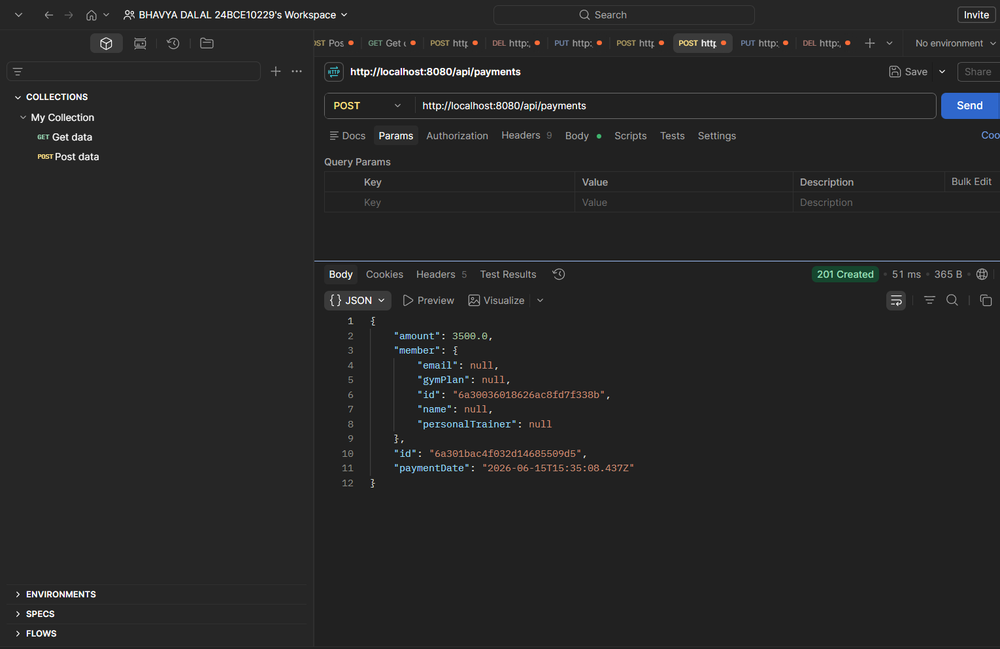 BHAVYA DALAL 24BCE10229's Workspace
Search
Invite
COLLECTIONS
My Collection
GET Get data
POST Post data
ENVIRONMENTS
SPECS
FLOWS
OST Pos GET Get c POST http DEL http:, PUT http: POST http POST http PUT http: DEL http:, No environment
HTTP http://localhost:8080/api/payments Save Share
POST http://localhost:8080/api/payments Send
Docs Params Authorization Headers 9 Body Scripts Tests Settings Coo
Query Params
Key Value Description Bulk Edit
Key Value Description
Body Cookies Headers 5 Test Results 201 Created 51 ms 365 B
{} JSON Preview Visualize
1 {
2 "amount": 3500.0,
3 "member": {
4 "email": null,
5 "gymPlan": null,
6 "id": "6a30036018626ac8fd7f338b",
7 "name": null,
8 "personalTrainer": null
9 },
10 "id": "6a301bac4f032d14685509d5",
11 "paymentDate": "2026-06-15T15:35:08.437Z"
12 }